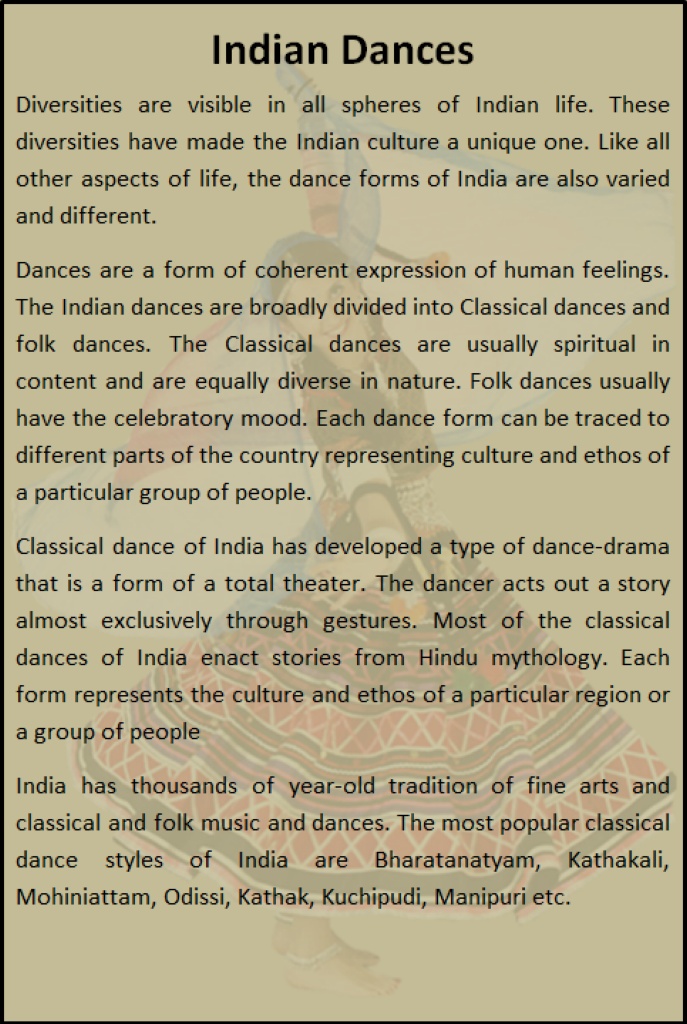 Indian Dances
Diversities are visible in all spheres of Indian life. These
diversities have made the Indian culture a unique one. Like all
other aspects of life, the dance forms of India are also varied
and different.
Dances are a form of coherent expression of human feelings.
The Indian dances are broadly divided into Classical dances and
folk dances. The Classical dances are usually spiritual in
content and are equally diverse in nature. Folk dances usually
have the celebratory mood. Each dance form can be traced to
different parts of the country representing culture and ethos of
a particular group of people.
Classical dance of India has developed a type of dance-drama
that is a form of a total theater. The dancer acts out a story
almost exclusively through gestures. Most of the classical
dances of India enact stories from Hindu mythology. Each
form represents the culture and ethos of a particular region or
a group of people
India has thousands of year-old tradition of fine arts and
classical and folk music and dances. The most popular classical
dance styles of India are Bharatanatyam, Kathakali,
Mohiniattam, Odissi, Kathak, Kuchipudi, Manipuri etc.